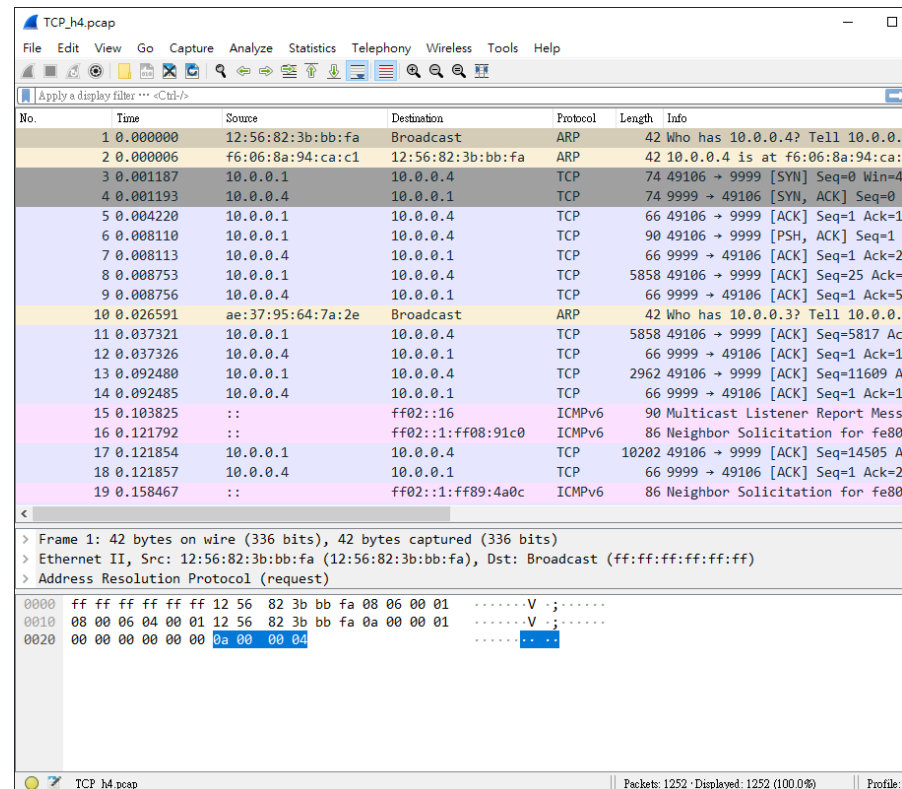 TCP_h4.pcap
File Edit View Go Capture Analyze Statistics Telephony Wireless Tools Help
Apply a display filter ⋯ <Ctrl-/>
No. Time Source Destination Protocol Length Info
1 0.000000 12:56:82:3b:bb:fa Broadcast ARP 42 Who has 10.0.0.4? Tell 10.0.0.
2 0.000006 f6:06:8a:94:ca:c1 12:56:82:3b:bb:fa ARP 42 10.0.0.4 is at f6:06:8a:94:ca:
3 0.001187 10.0.0.1 10.0.0.4 TCP 74 49106 → 9999 [SYN] Seq=0 Win=4
4 0.001193 10.0.0.4 10.0.0.1 TCP 74 9999 → 49106 [SYN, ACK] Seq=0
5 0.004220 10.0.0.1 10.0.0.4 TCP 66 49106 → 9999 [ACK] Seq=1 Ack=1
6 0.008110 10.0.0.1 10.0.0.4 TCP 90 49106 → 9999 [PSH, ACK] Seq=1
7 0.008113 10.0.0.4 10.0.0.1 TCP 66 9999 → 49106 [ACK] Seq=1 Ack=2
8 0.008753 10.0.0.1 10.0.0.4 TCP 5858 49106 → 9999 [ACK] Seq=25 Ack=
9 0.008756 10.0.0.4 10.0.0.1 TCP 66 9999 → 49106 [ACK] Seq=1 Ack=5
10 0.026591 ae:37:95:64:7a:2e Broadcast ARP 42 Who has 10.0.0.3? Tell 10.0.0.
11 0.037321 10.0.0.1 10.0.0.4 TCP 5858 49106 → 9999 [ACK] Seq=5817 Ac
12 0.037326 10.0.0.4 10.0.0.1 TCP 66 9999 → 49106 [ACK] Seq=1 Ack=1
13 0.092480 10.0.0.1 10.0.0.4 TCP 2962 49106 → 9999 [ACK] Seq=11609 A
14 0.092485 10.0.0.4 10.0.0.1 TCP 66 9999 → 49106 [ACK] Seq=1 Ack=1
15 0.103825 :: ff02::16 ICMPv6 90 Multicast Listener Report Mess
16 0.121792 :: ff02::1:ff08:91c0 ICMPv6 86 Neighbor Solicitation for fe80
17 0.121854 10.0.0.1 10.0.0.4 TCP 10202 49106 → 9999 [ACK] Seq=14505 A
18 0.121857 10.0.0.4 10.0.0.1 TCP 66 9999 → 49106 [ACK] Seq=1 Ack=2
19 0.158467 :: ff02::1:ff89:4a0c ICMPv6 86 Neighbor Solicitation for fe80
> Frame 1: 42 bytes on wire (336 bits), 42 bytes captured (336 bits)
> Ethernet II, Src: 12:56:82:3b:bb:fa (12:56:82:3b:bb:fa), Dst: Broadcast (ff:ff:ff:ff:ff:ff)
> Address Resolution Protocol (request)
0000 ff ff ff ff ff ff 12 56 82 3b bb fa 08 06 00 01 ·······V ·;······
0010 08 00 06 04 00 01 12 56 82 3b bb fa 0a 00 00 01 ·······V ·;······
0020 00 00 00 00 00 00 0a 00 00 04 ········ ··
TCP_h4.pcap Packets: 1252 · Displayed: 1252 (100.0%) Profile: